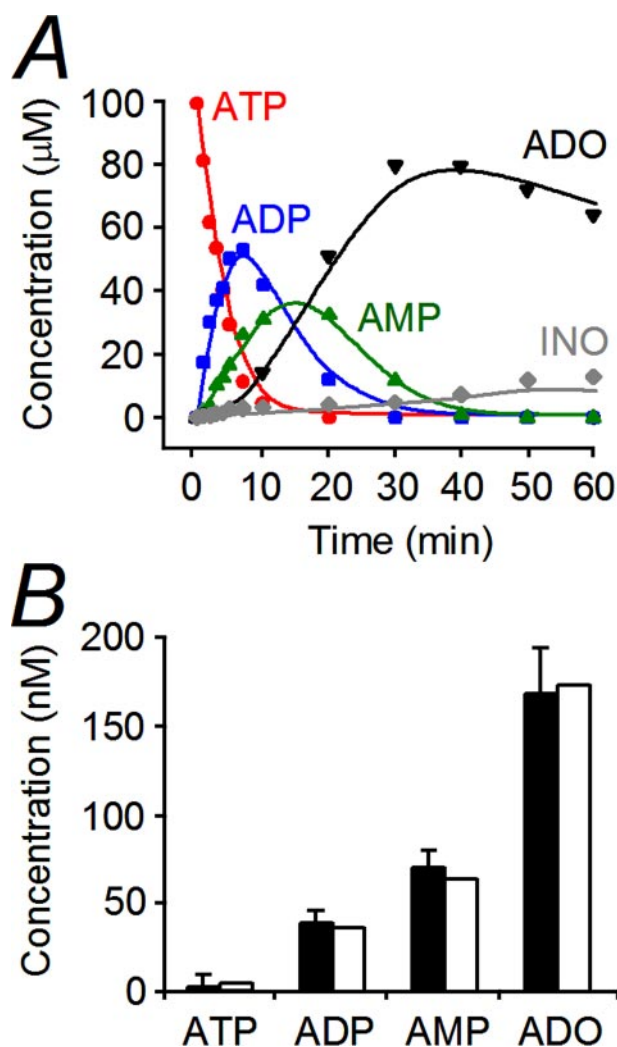 A
Concentration (μM)
100
80
60
40
20
0
ATP
ADP
AMP
ADO
INO
0 10 20 30 40 50 60
Time (min)
B
Concentration (nM)
200
150
100
50
0
ATP ADP AMP ADO